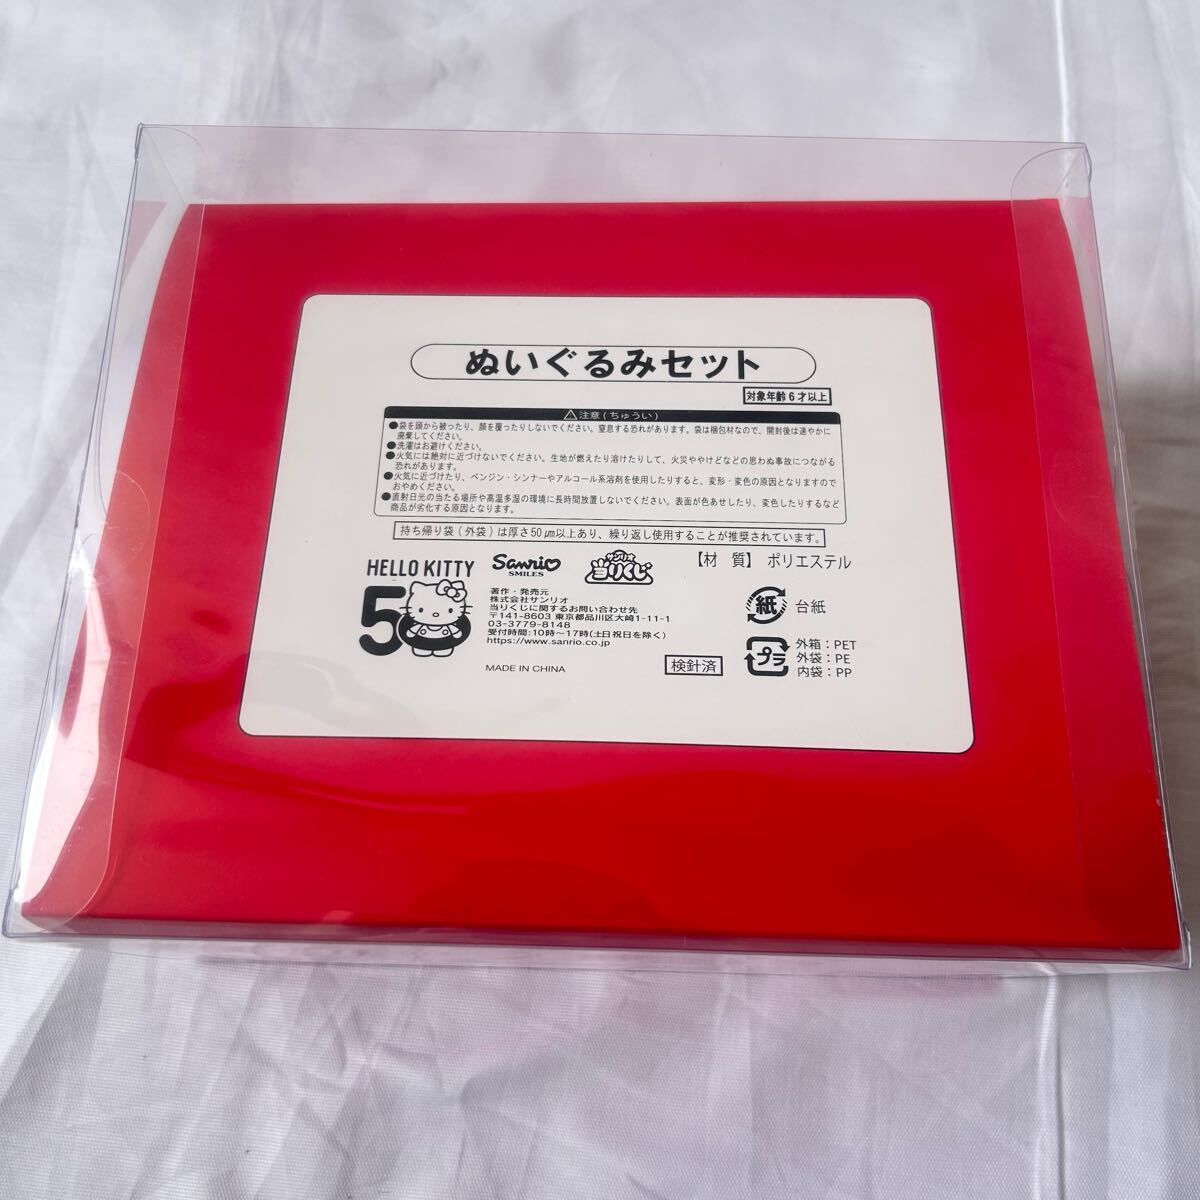 ぬいぐるみセット
対象年齢6才以上
⚠注意(ちゅうい)
●袋を頭から被ったり、顔を覆ったりしないでください。窒息する恐れがあります。袋は梱包材なので、開封後は速やかに
廃棄してください。
●洗濯はお避けください。
●火気には絶対に近づけないでください。生地が燃えたり溶けたりして、火災ややけどなどの思わぬ事故につながる
恐れがあります。
●火気に近づけたり、ベンジン・シンナーやアルコール系溶剤を使用したりすると、変形・変色の原因となりますので
おやめください。
●直射日光の当たる場所や高温多湿の環境に長時間放置しないでください。表面が色あせしたり、変色したりするなど
商品が劣化する原因となります。
持ち帰り袋(外袋)は厚さ50㎛以上あり、繰り返し使用することが推奨されています。
HELLO KITTY
50
Sanrio
SMILES
サンリオ
当りくじ
【材 質】 ポリエステル
著作・発売元
株式会社サンリオ
当りくじに関するお問い合わせ先
〒141-8603 東京都品川区大崎1-11-1
03-3779-8148
受付時間:10時～17時(土日祝日を除く)
https://www.sanrio.co.jp
MADE IN CHINA
検針済
紙 台紙
プラ 外箱：PET
外袋：PE
内袋：PP